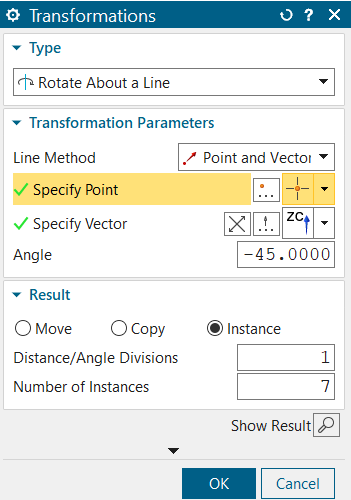 Transformations
Type
Rotate About a Line
Transformation Parameters
Line Method Point and Vector
Specify Point
Specify Vector ZC
Angle -45.0000
Result
Move Copy Instance
Distance/Angle Divisions 1
Number of Instances 7
Show Result
OK Cancel